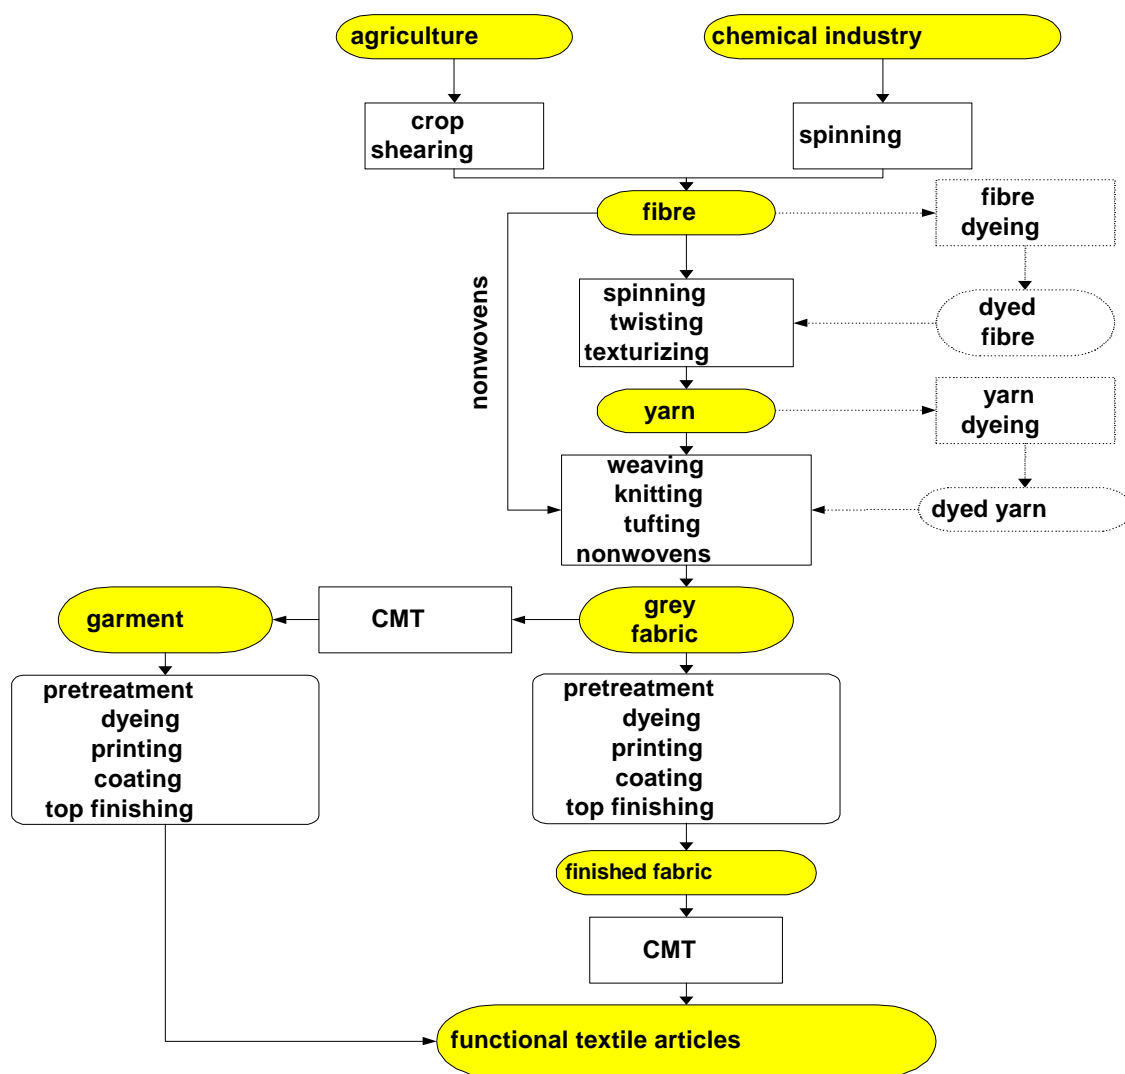 agriculture
chemical industry
crop
shearing
spinning
fibre
fibre
dyeing
nonwovens
spinning
twisting
texturizing
dyed
fibre
yarn
yarn
dyeing
weaving
knitting
tufting
nonwovens
dyed yarn
garment
CMT
grey
fabric
pretreatment
dyeing
printing
coating
top finishing
pretreatment
dyeing
printing
coating
top finishing
finished fabric
CMT
functional textile articles